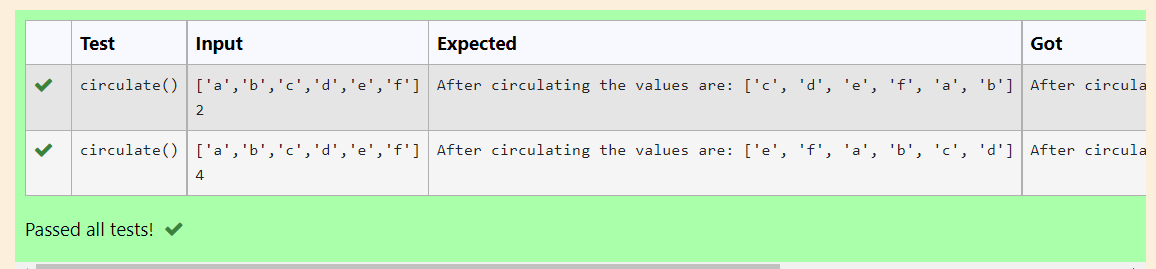 Test Input Expected Got
circulate() ['a','b','c','d','e','f'] After circulating the values are: ['c', 'd', 'e', 'f', 'a', 'b'] After circula
2
circulate() ['a','b','c','d','e','f'] After circulating the values are: ['e', 'f', 'a', 'b', 'c', 'd'] After circula
4
Passed all tests!